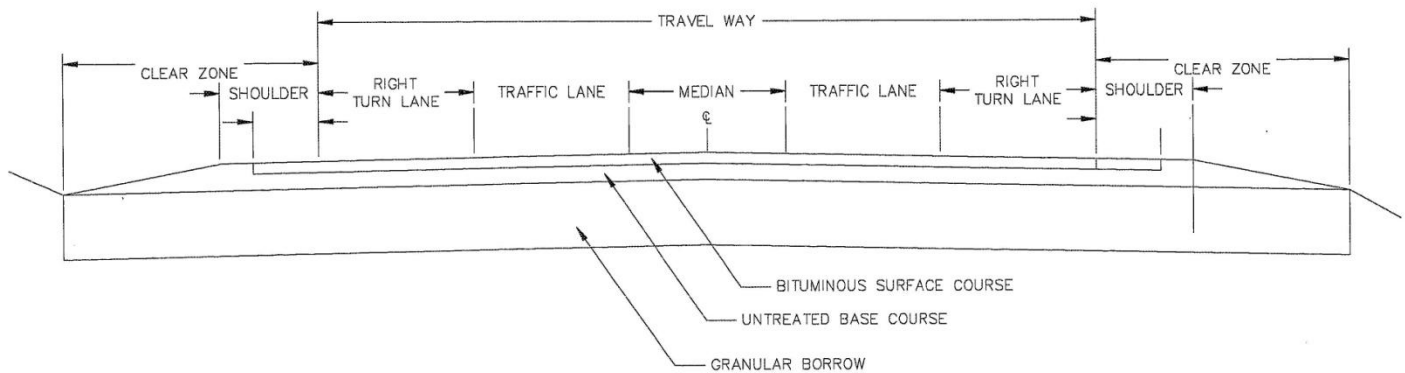 TRAVEL WAY
CLEAR ZONE
CLEAR ZONE
SHOULDER
RIGHT
TURN LANE
TRAFFIC LANE
MEDIAN
TRAFFIC LANE
RIGHT
TURN LANE
SHOULDER
℄
BITUMINOUS SURFACE COURSE
UNTREATED BASE COURSE
GRANULAR BORROW